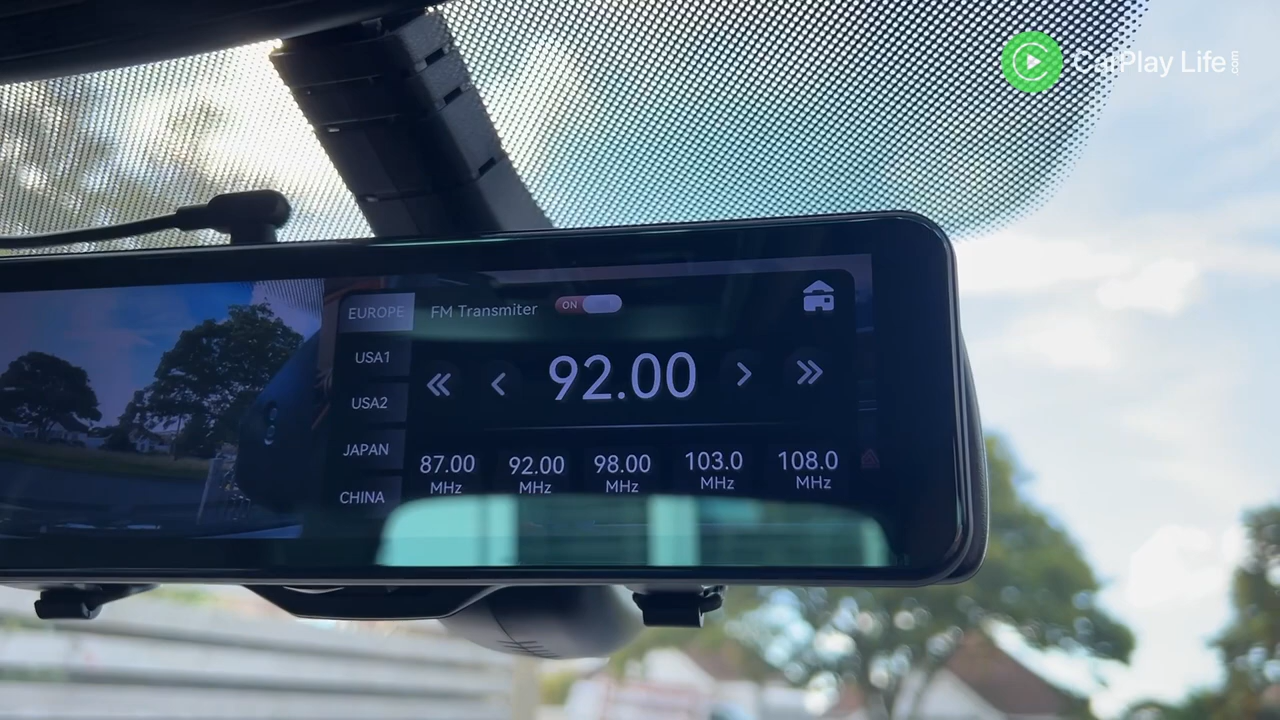 CarPlay Life.com
EUROPE
FM Transmiter
ON
USA1
92.00
USA2
JAPAN
CHINA
87.00 92.00 98.00 103.0 108.0
MHz MHz MHz MHz MHz